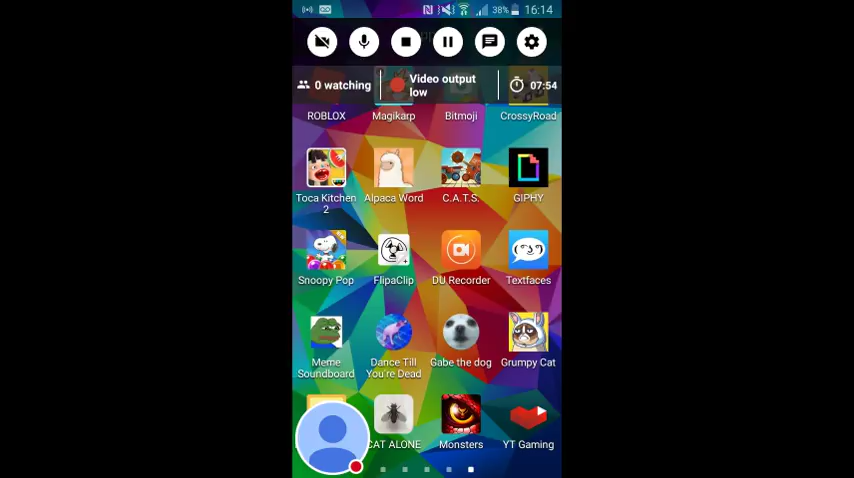 38% 16:14
0 watching
Video output
low
07:54
ROBLOX Magikarp Bitmoji CrossyRoad
Toca Kitchen
2
Alpaca Word C.A.T.S. GIPHY
Snoopy Pop FlipaClip DU Recorder Textfaces
Meme
Soundboard
Dance Till
You're Dead
Gabe the dog Grumpy Cat
CAT ALONE Monsters YT Gaming